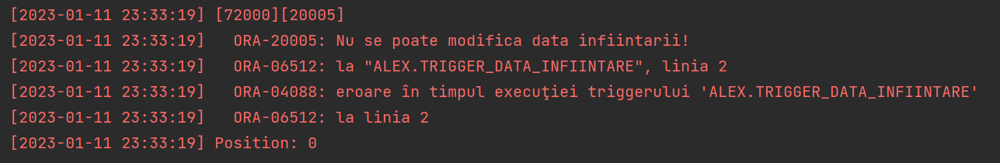 [2023-01-11 23:33:19] [72000][20005]
[2023-01-11 23:33:19]   ORA-20005: Nu se poate modifica data infiintarii!
[2023-01-11 23:33:19]   ORA-06512: la "ALEX.TRIGGER_DATA_INFIINTARE", linia 2
[2023-01-11 23:33:19]   ORA-04088: eroare în timpul execuţiei triggerului 'ALEX.TRIGGER_DATA_INFIINTARE'
[2023-01-11 23:33:19]   ORA-06512: la linia 2
[2023-01-11 23:33:19] Position: 0